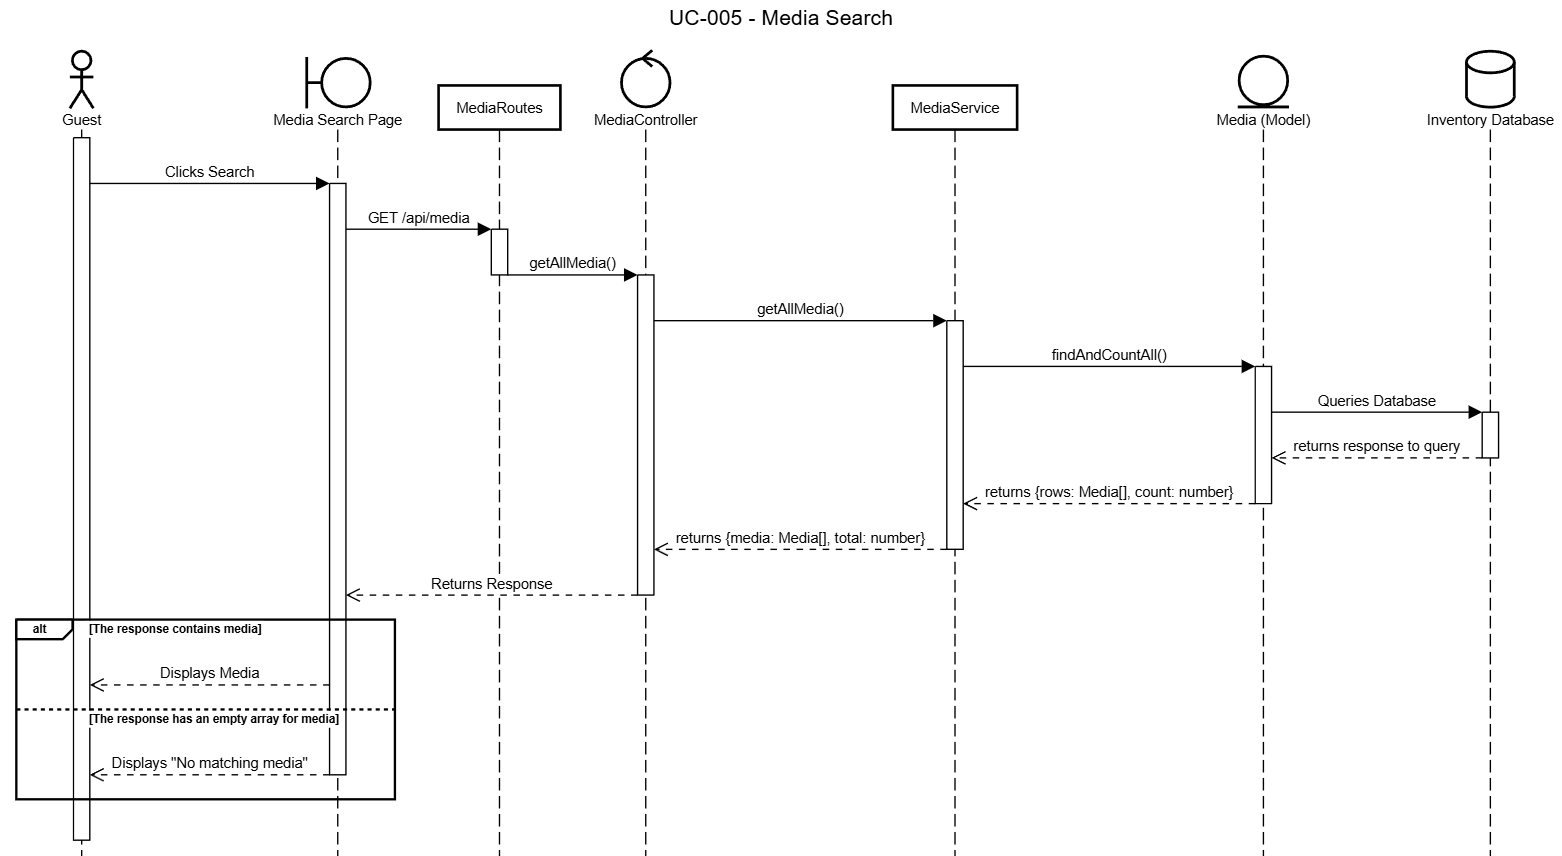 UC-005 - Media Search
Guest
Media Search Page
MediaRoutes
MediaController
MediaService
Media (Model)
Inventory Database
Clicks Search
GET /api/media
getAllMedia()
getAllMedia()
findAndCountAll()
Queries Database
returns response to query
returns {rows: Media[], count: number}
returns {media: Media[], total: number}
Returns Response
alt
[The response contains media]
Displays Media
[The response has an empty array for media]
Displays "No matching media"